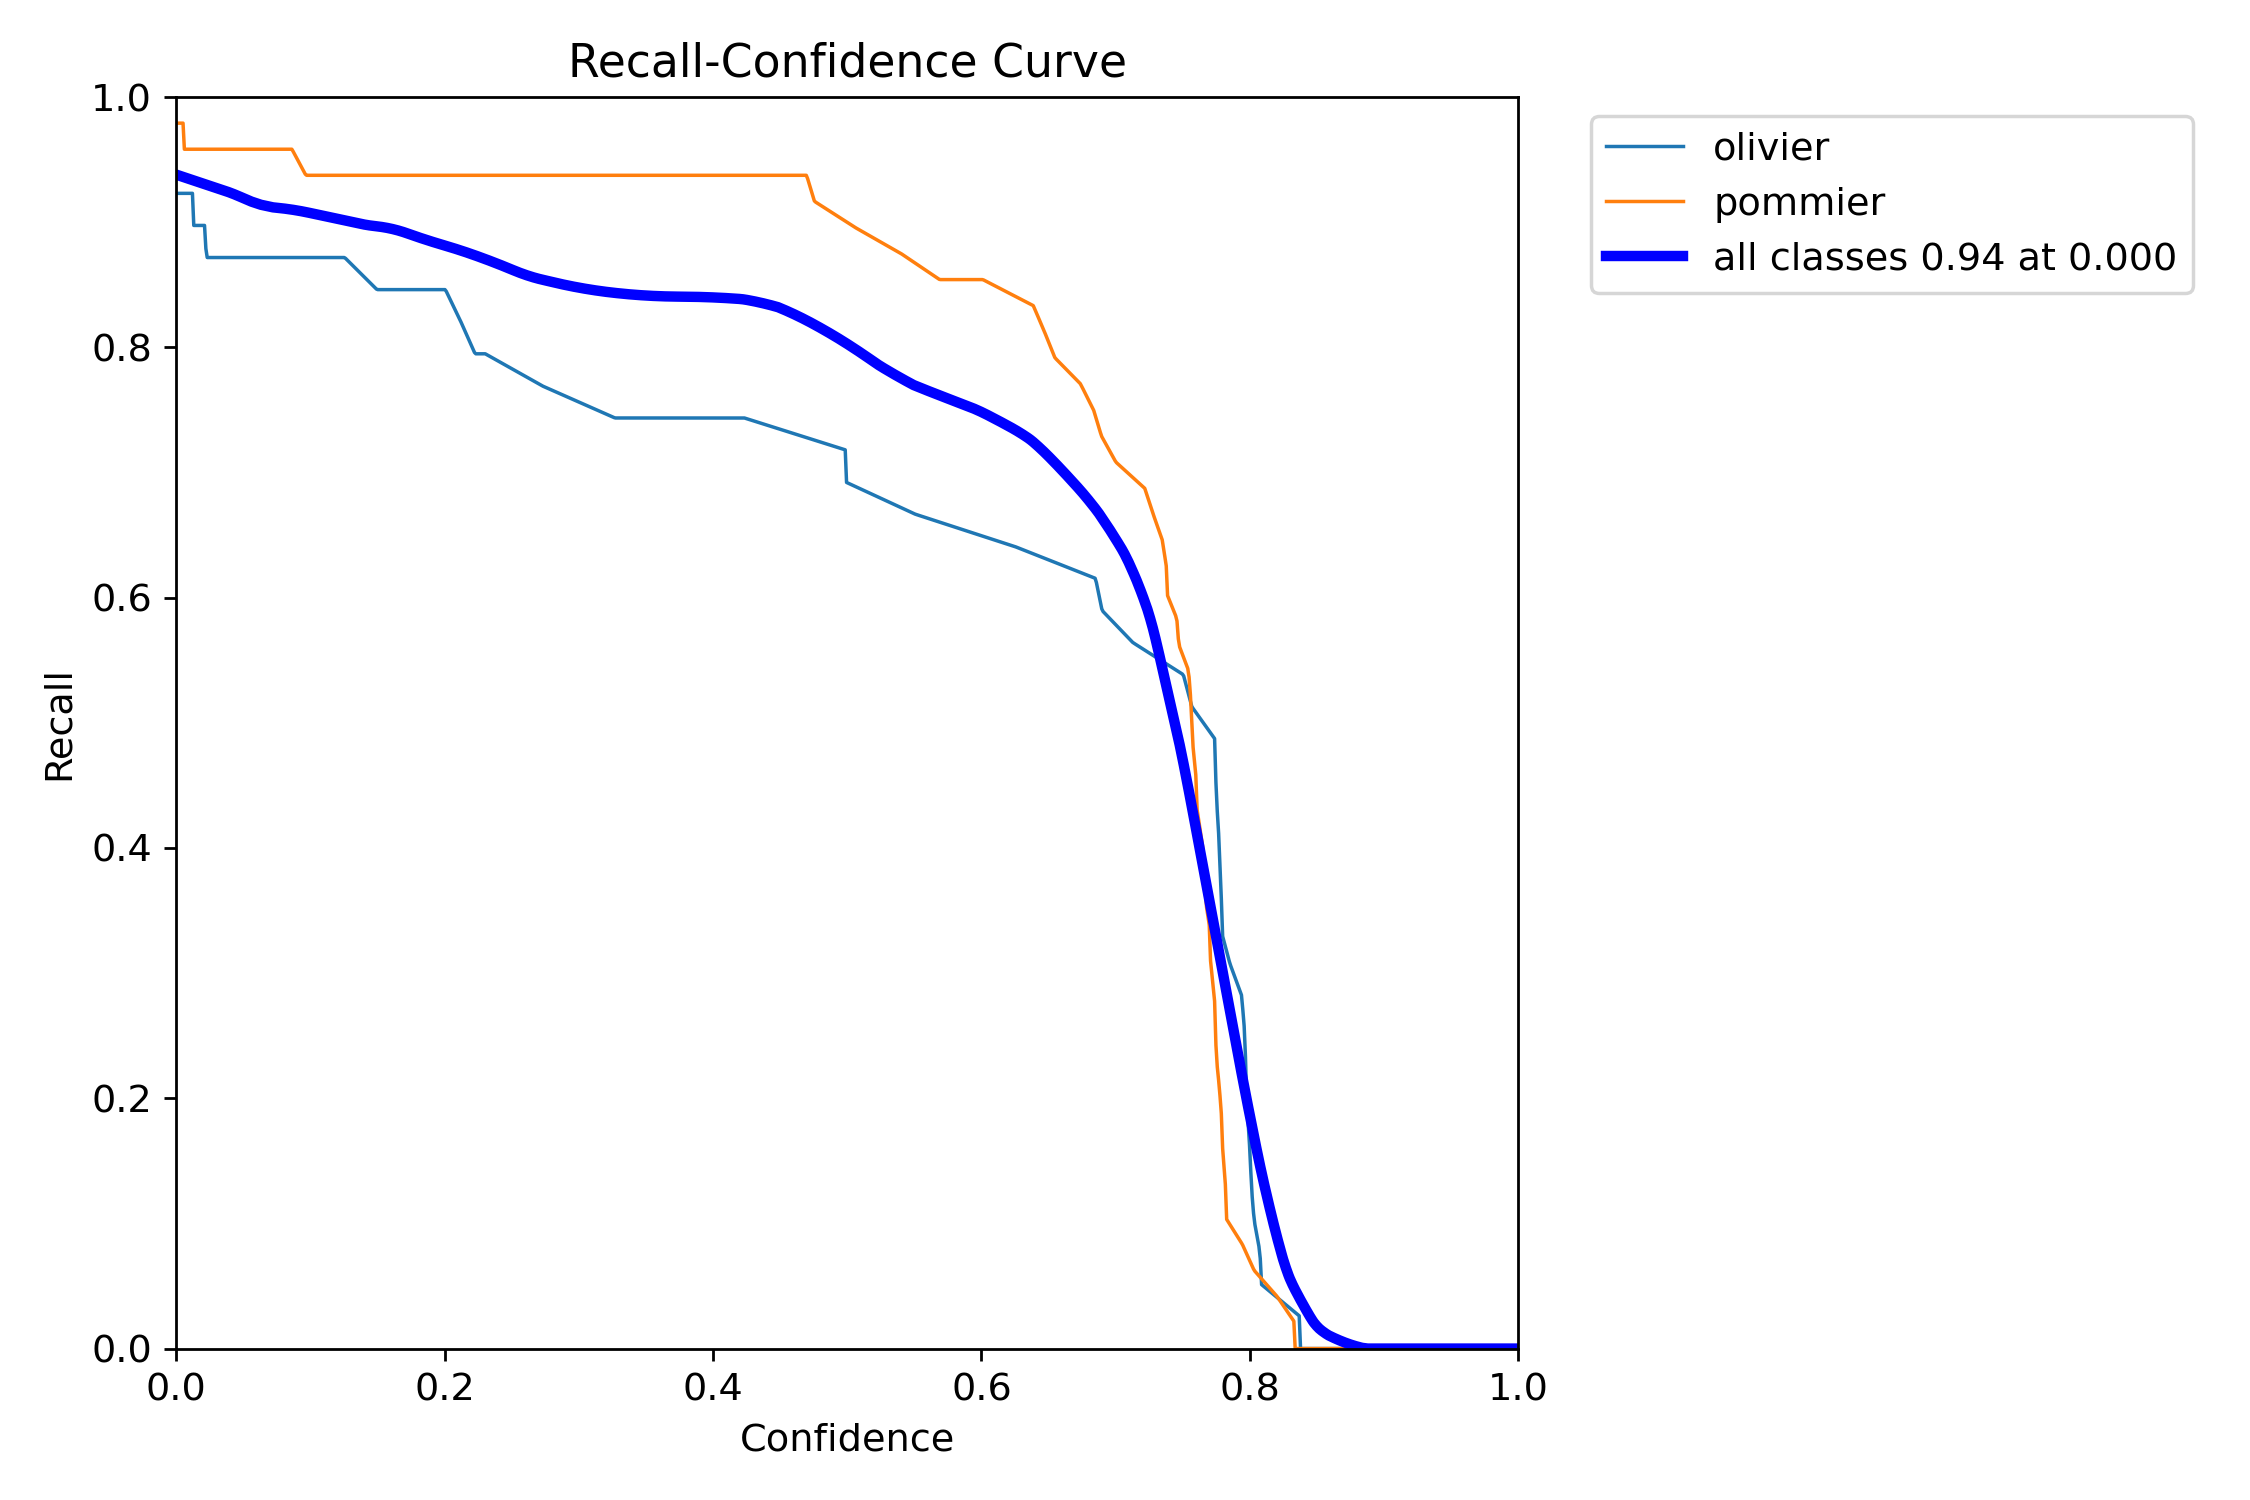 Recall-Confidence Curve
olivier
pommier
all classes 0.94 at 0.000
1.0
0.8
0.6
0.4
0.2
0.0
Recall
0.0 0.2 0.4 0.6 0.8 1.0
Confidence